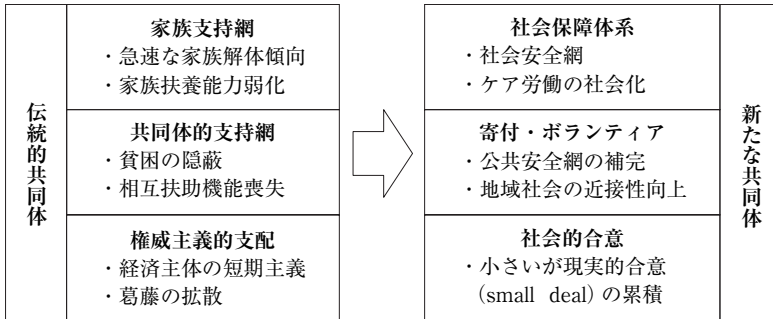 伝統的共同体
家族支持網
・急速な家族解体傾向
・家族扶養能力弱化
共同体的支持網
・貧困の隠蔽
・相互扶助機能喪失
権威主義的支配
・経済主体の短期主義
・葛藤の拡散
社会保障体系
・社会安全網
・ケア労働の社会化
寄付・ボランティア
・公共安全網の補完
・地域社会の近接性向上
社会的合意
・小さいが現実的合意
(small deal) の累積
新たな共同体